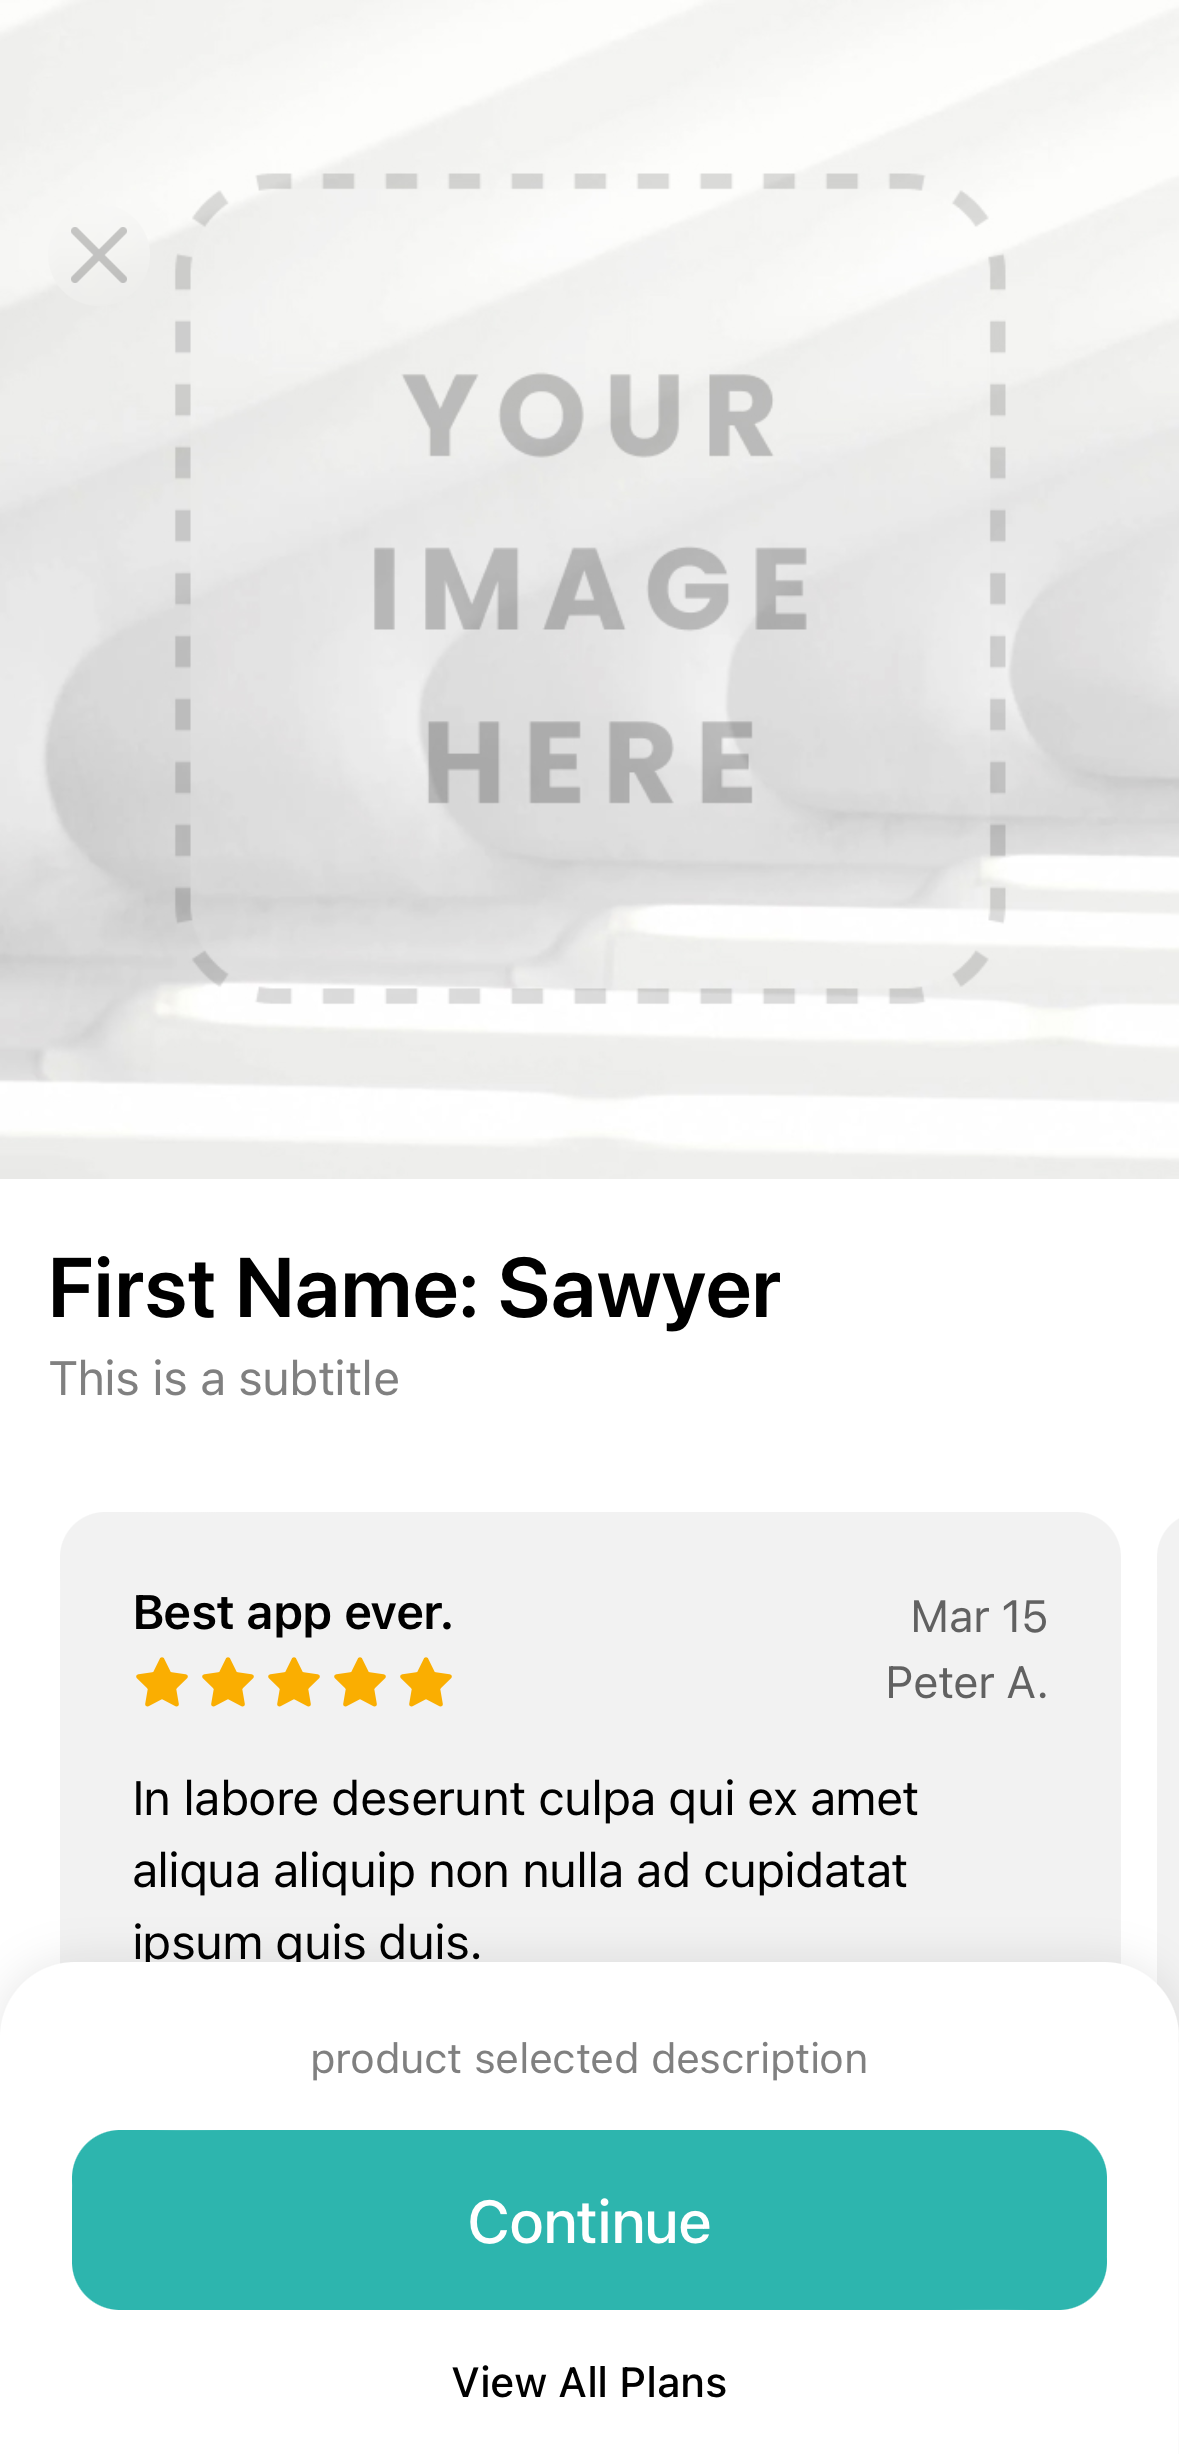 YOUR
IMAGE
HERE
First Name: Sawyer
This is a subtitle
Best app ever.
Mar 15
Peter A.
In labore deserunt culpa qui ex amet
aliqua aliquip non nulla ad cupidatat
ipsum quis duis.
product selected description
Continue
View All Plans